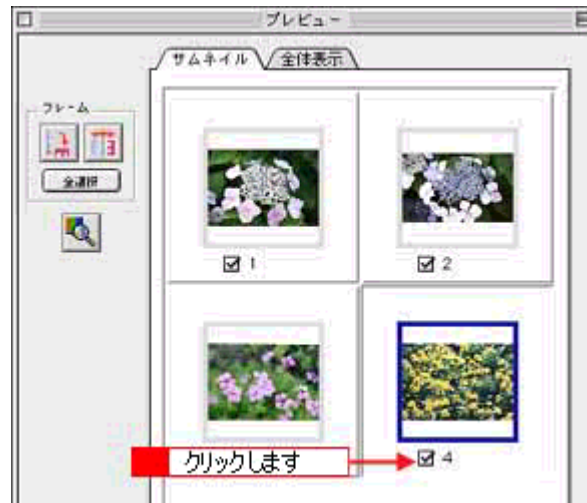 プレビュー
サムネイル 全体表示
フレーム
全選択
1 2
クリックします
4